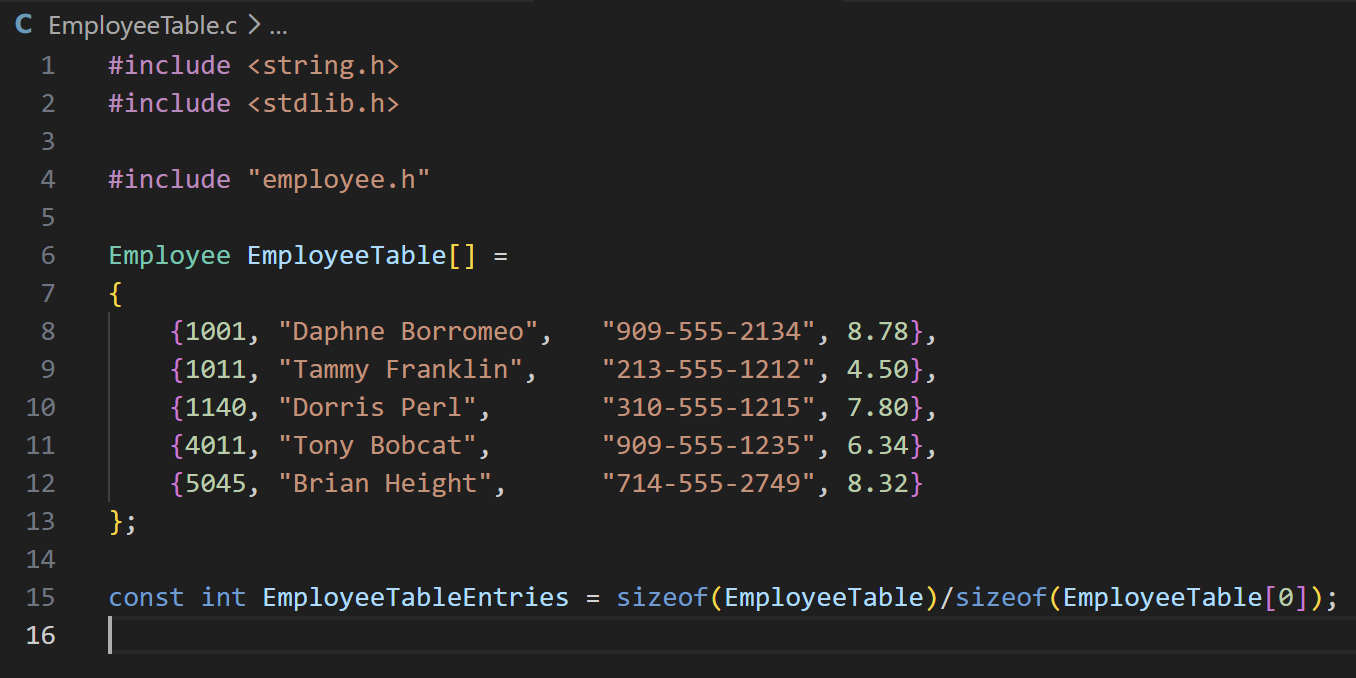 C EmployeeTable.c > ...
1 #include <string.h>
2 #include <stdlib.h>
3
4 #include "employee.h"
5
6 Employee EmployeeTable[] =
7 {
8     {1001, "Daphne Borromeo",   "909-555-2134", 8.78},
9     {1011, "Tammy Franklin",    "213-555-1212", 4.50},
10     {1140, "Dorris Perl",       "310-555-1215", 7.80},
11     {4011, "Tony Bobcat",       "909-555-1235", 6.34},
12     {5045, "Brian Height",      "714-555-2749", 8.32}
13 };
14
15 const int EmployeeTableEntries = sizeof(EmployeeTable)/sizeof(EmployeeTable[0]);
16